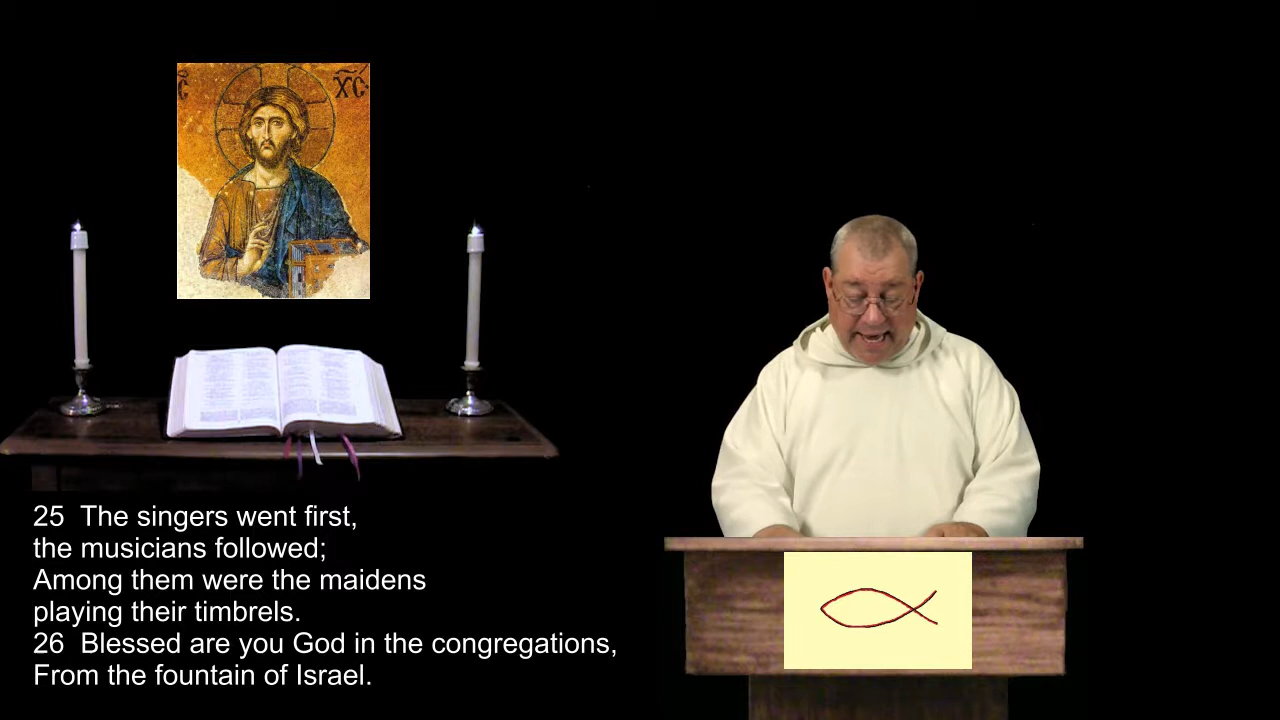 X̃C
25  The singers went first,
the musicians followed;
Among them were the maidens
playing their timbrels.
26  Blessed are you God in the congregations,
From the fountain of Israel.